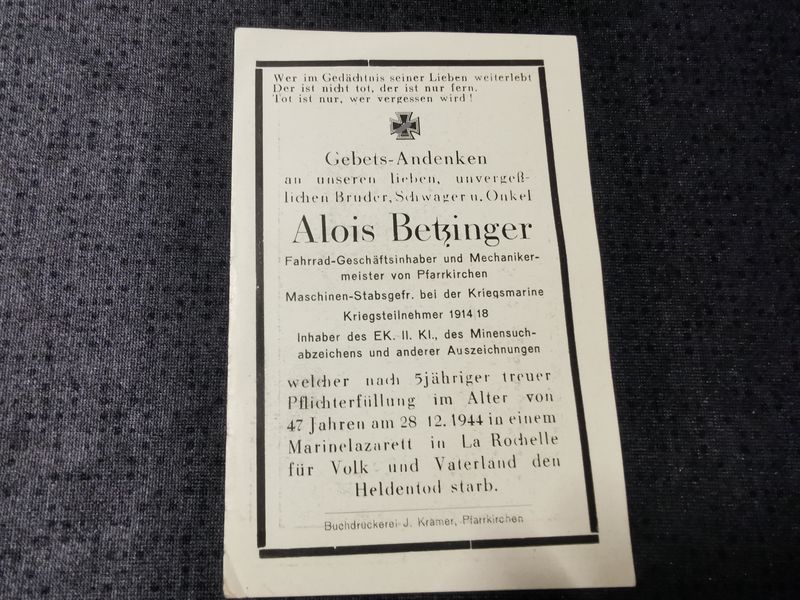 Wer im Gedächtnis seiner Lieben weiterlebt
Der ist nicht tot, der ist nur fern.
Tot ist nur, wer vergessen wird!
Gebets-Andenken
an unseren lieben, unvergeß-
lichen Bruder, Schwager u. Onkel
Alois Betzinger
Fahrrad-Geschäftsinhaber und Mechaniker-
meister von Pfarrkirchen
Maschinen-Stabsgefr. bei der Kriegsmarine
Kriegsteilnehmer 1914/18
Inhaber des EK. II. Kl., des Minensuch-
abzeichens und anderer Auszeichnungen
welcher nach 5jähriger treuer
Pflichterfüllung im Alter von
47 Jahren am 28 12. 1944 in einem
Marinelazarett in La Rochelle
für Volk und Vaterland den
Heldentod starb.
Buchdruckerei J. Kramer, Pfarrkirchen